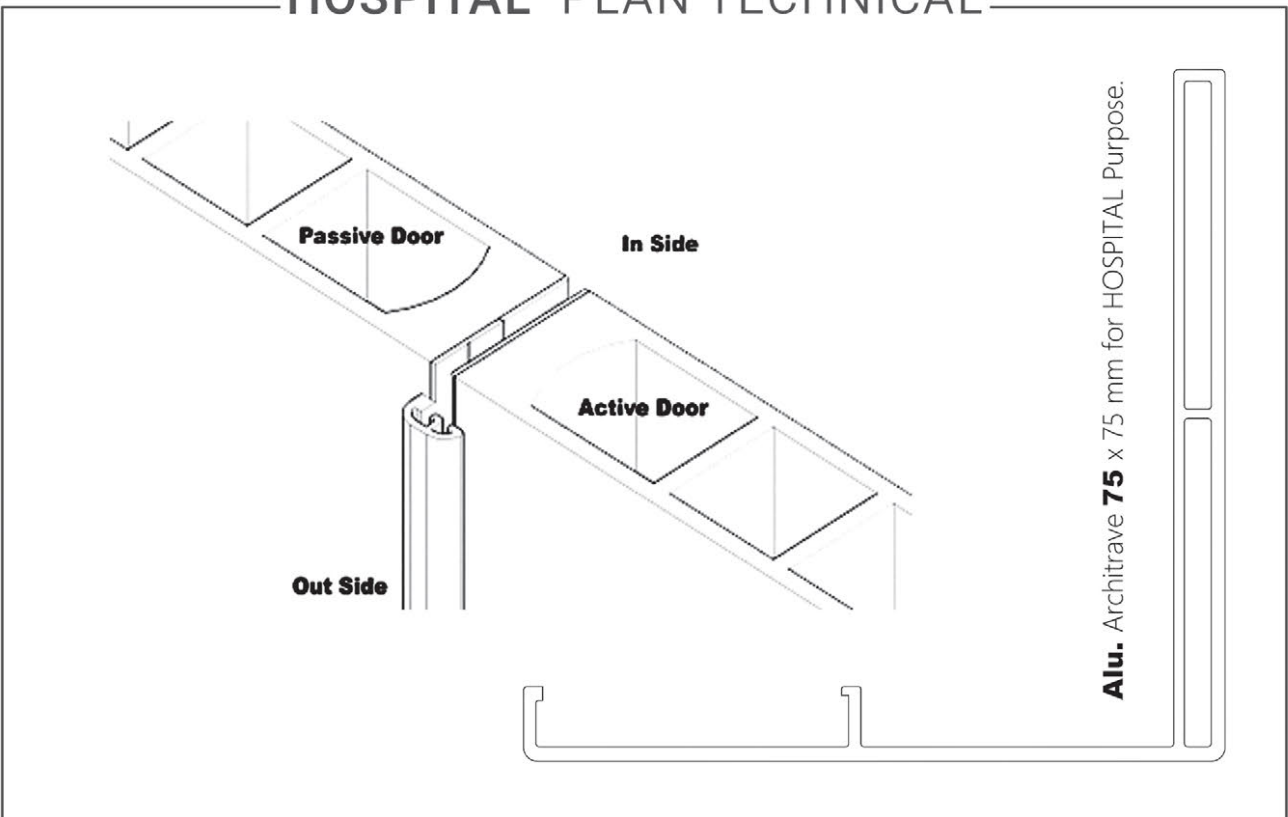 HOSPITAL PLAN TECHNICAL
Passive Door
In Side
Active Door
Out Side
Alu. Architrave 75 x 75 mm for HOSPITAL Purpose.